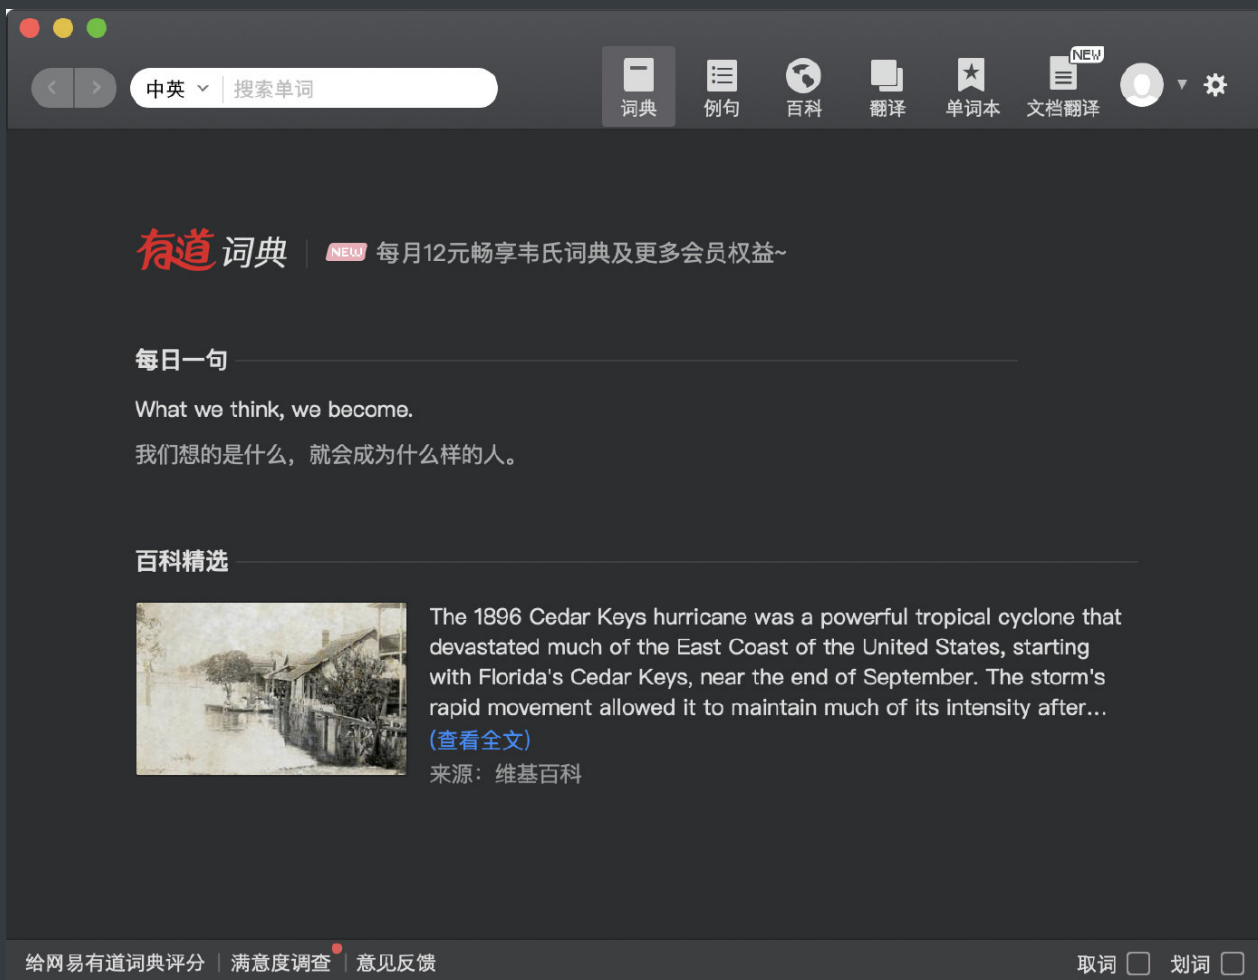 中英
搜索单词
词典
例句
百科
翻译
单词本
NEW
文档翻译
有道 词典
NEW 每月12元畅享韦氏词典及更多会员权益~
每日一句
What we think, we become.
我们想的是什么，就会成为什么样的人。
百科精选
The 1896 Cedar Keys hurricane was a powerful tropical cyclone that
devastated much of the East Coast of the United States, starting
with Florida's Cedar Keys, near the end of September. The storm's
rapid movement allowed it to maintain much of its intensity after...
(查看全文)
来源：维基百科
给网易有道词典评分 | 满意度调查 | 意见反馈
取词 划词